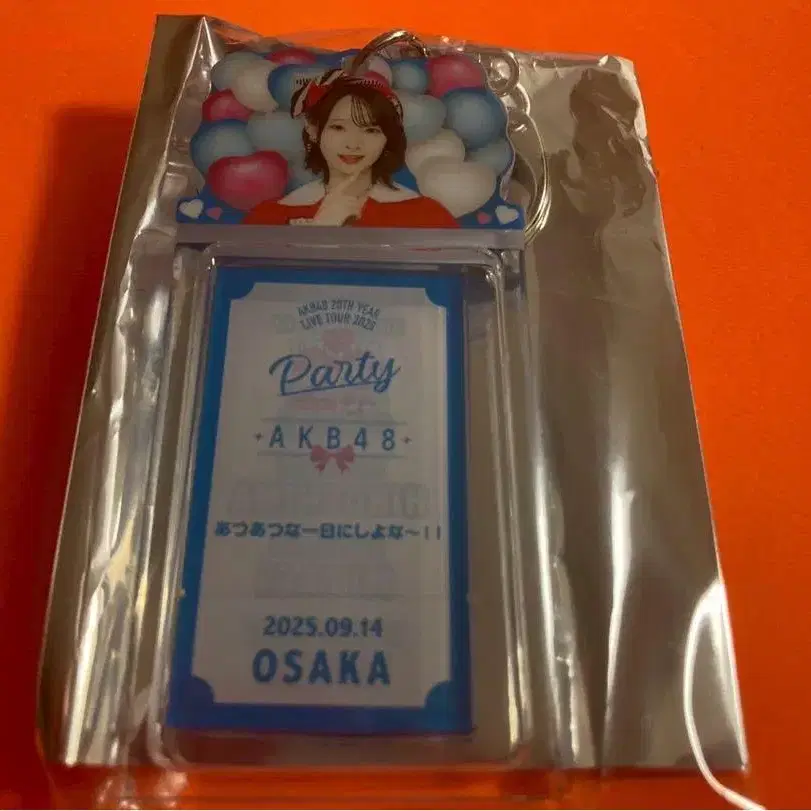 AKB48 20TH YEAR
LIVE TOUR 2025
Party
AKB48
あつあつな一日にしよな〜!!
2025.09.14
OSAKA